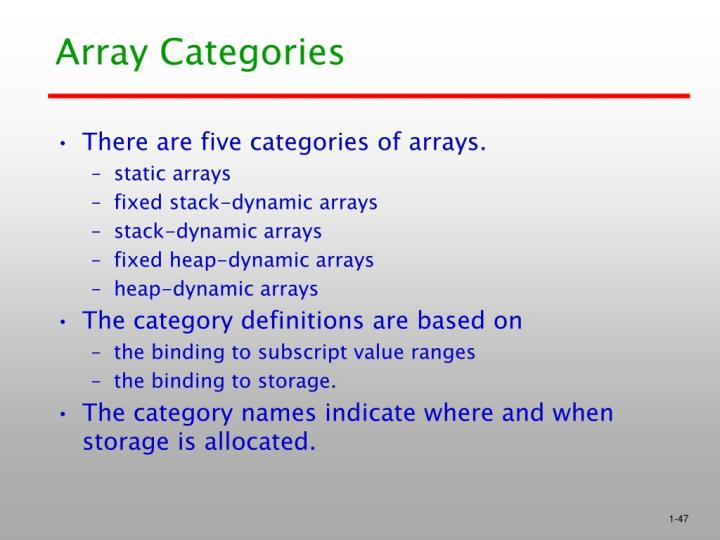 Array Categories
• There are five categories of arrays.
– static arrays
– fixed stack-dynamic arrays
– stack-dynamic arrays
– fixed heap-dynamic arrays
– heap-dynamic arrays
• The category definitions are based on
– the binding to subscript value ranges
– the binding to storage.
• The category names indicate where and when
storage is allocated.
1-47